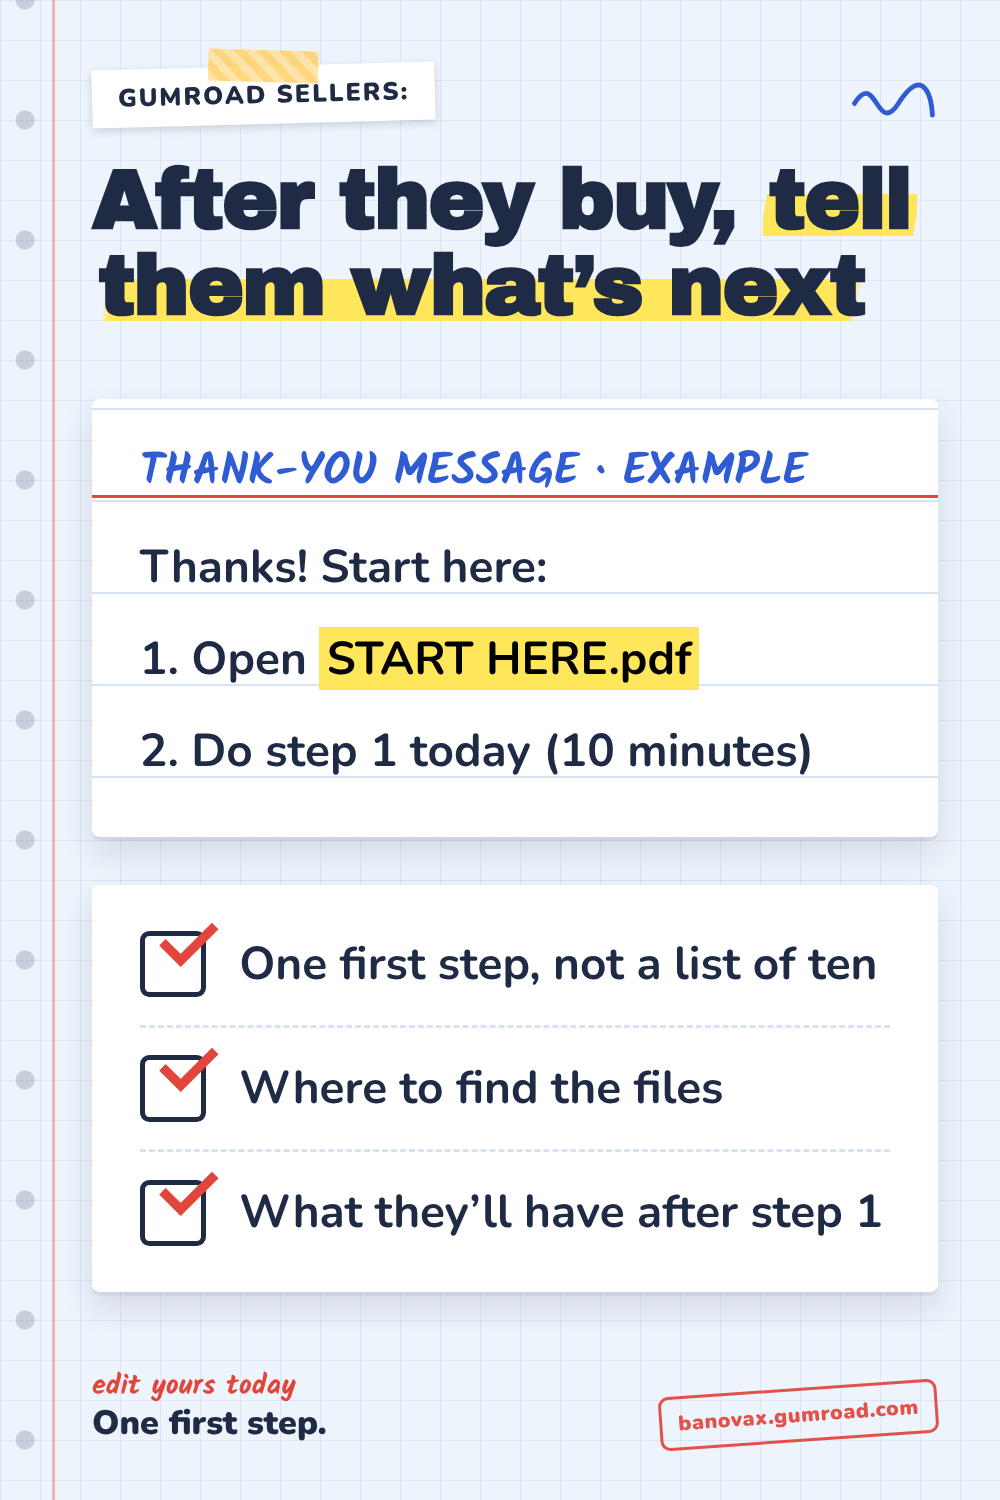 GUMROAD SELLERS:
After they buy, tell
them what’s next
THANK-YOU MESSAGE · EXAMPLE
Thanks! Start here:
1. Open START HERE.pdf
2. Do step 1 today (10 minutes)
One first step, not a list of ten
Where to find the files
What they’ll have after step 1
edit yours today
One first step.
banovax.gumroad.com